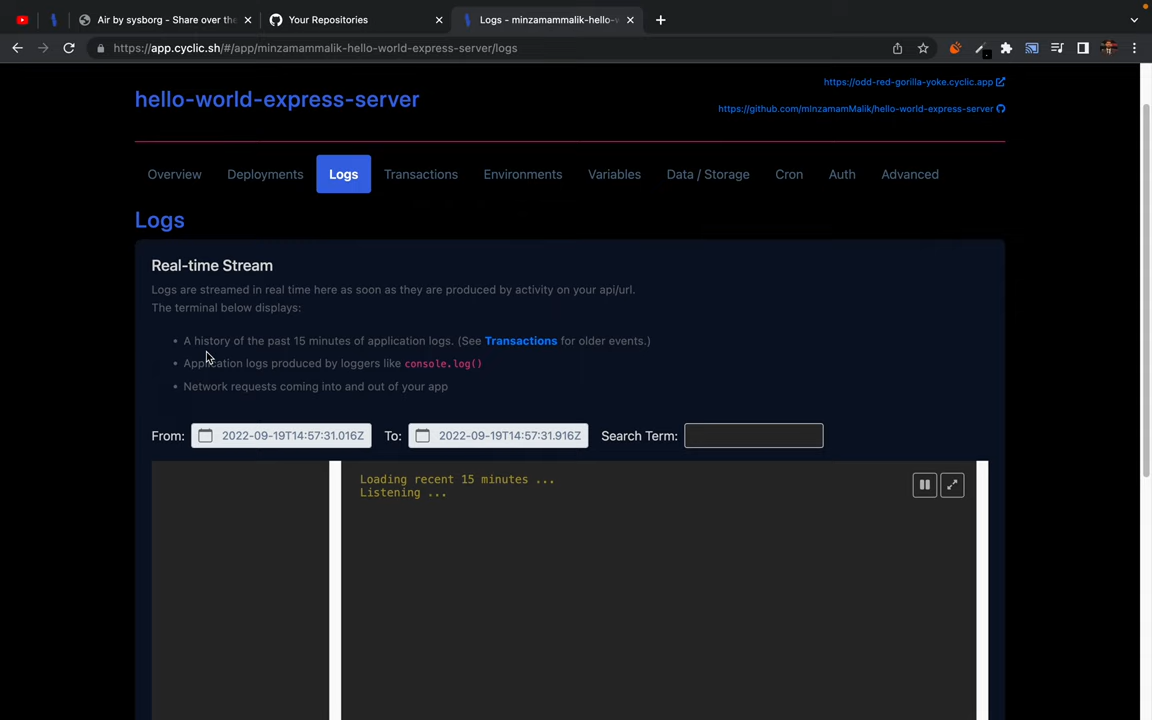 Air by sysborg - Share over the
Your Repositories
Logs - minzamammalik-hello-w
https://app.cyclic.sh/#/app/minzamammalik-hello-world-express-server/logs
hello-world-express-server
https://odd-red-gorilla-yoke.cyclic.app
https://github.com/mInzamamMalik/hello-world-express-server
Overview Deployments Logs Transactions Environments Variables Data / Storage Cron Auth Advanced
Logs
Real-time Stream
Logs are streamed in real time here as soon as they are produced by activity on your api/url.
The terminal below displays:
• A history of the past 15 minutes of application logs. (See Transactions for older events.)
• Application logs produced by loggers like console.log()
• Network requests coming into and out of your app
From: 2022-09-19T14:57:31.016Z To: 2022-09-19T14:57:31.916Z Search Term:
Loading recent 15 minutes ...
Listening ...